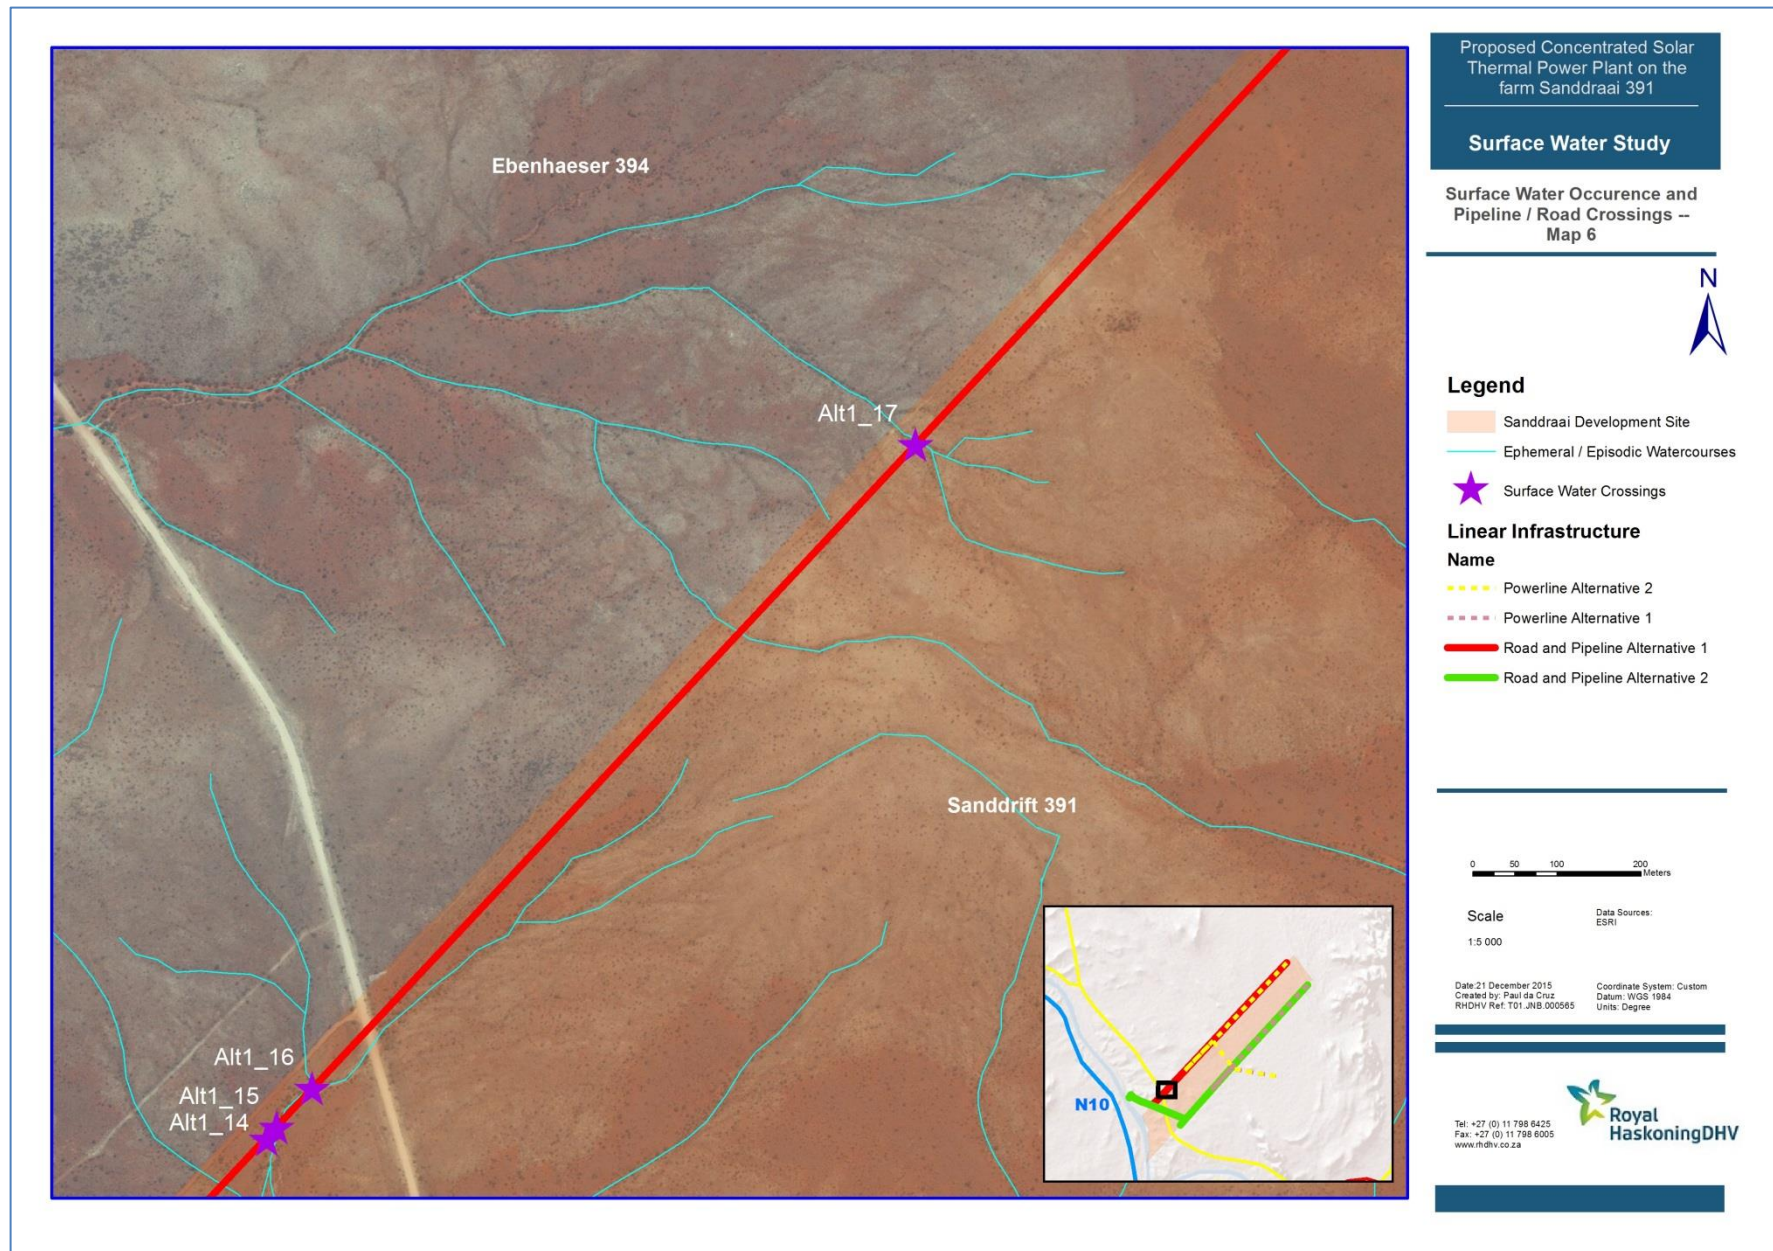 Proposed Concentrated Solar
Thermal Power Plant on the
farm Sanddraai 391
Surface Water Study
Surface Water Occurence and
Pipeline / Road Crossings --
Map 6
N
Legend
Sanddraai Development Site
Ephemeral / Episodic Watercourses
Surface Water Crossings
Linear Infrastructure
Name
Powerline Alternative 2
Powerline Alternative 1
Road and Pipeline Alternative 1
Road and Pipeline Alternative 2
0 50 100 200
Meters
Scale
1:5 000
Data Sources:
ESRI
Date:21 December 2015
Created by: Paul da Cruz
RHDHV Ref: T01.JNB.000565
Coordinate System: Custom
Datum: WGS 1984
Units: Degree
Tel: +27 (0) 11 798 6425
Fax: +27 (0) 11 798 6005
www.rhdhv.co.za
Royal
HaskoningDHV
Ebenhaeser 394
Alt1_17
Sanddrift 391
Alt1_16
Alt1_15
Alt1_14
N10